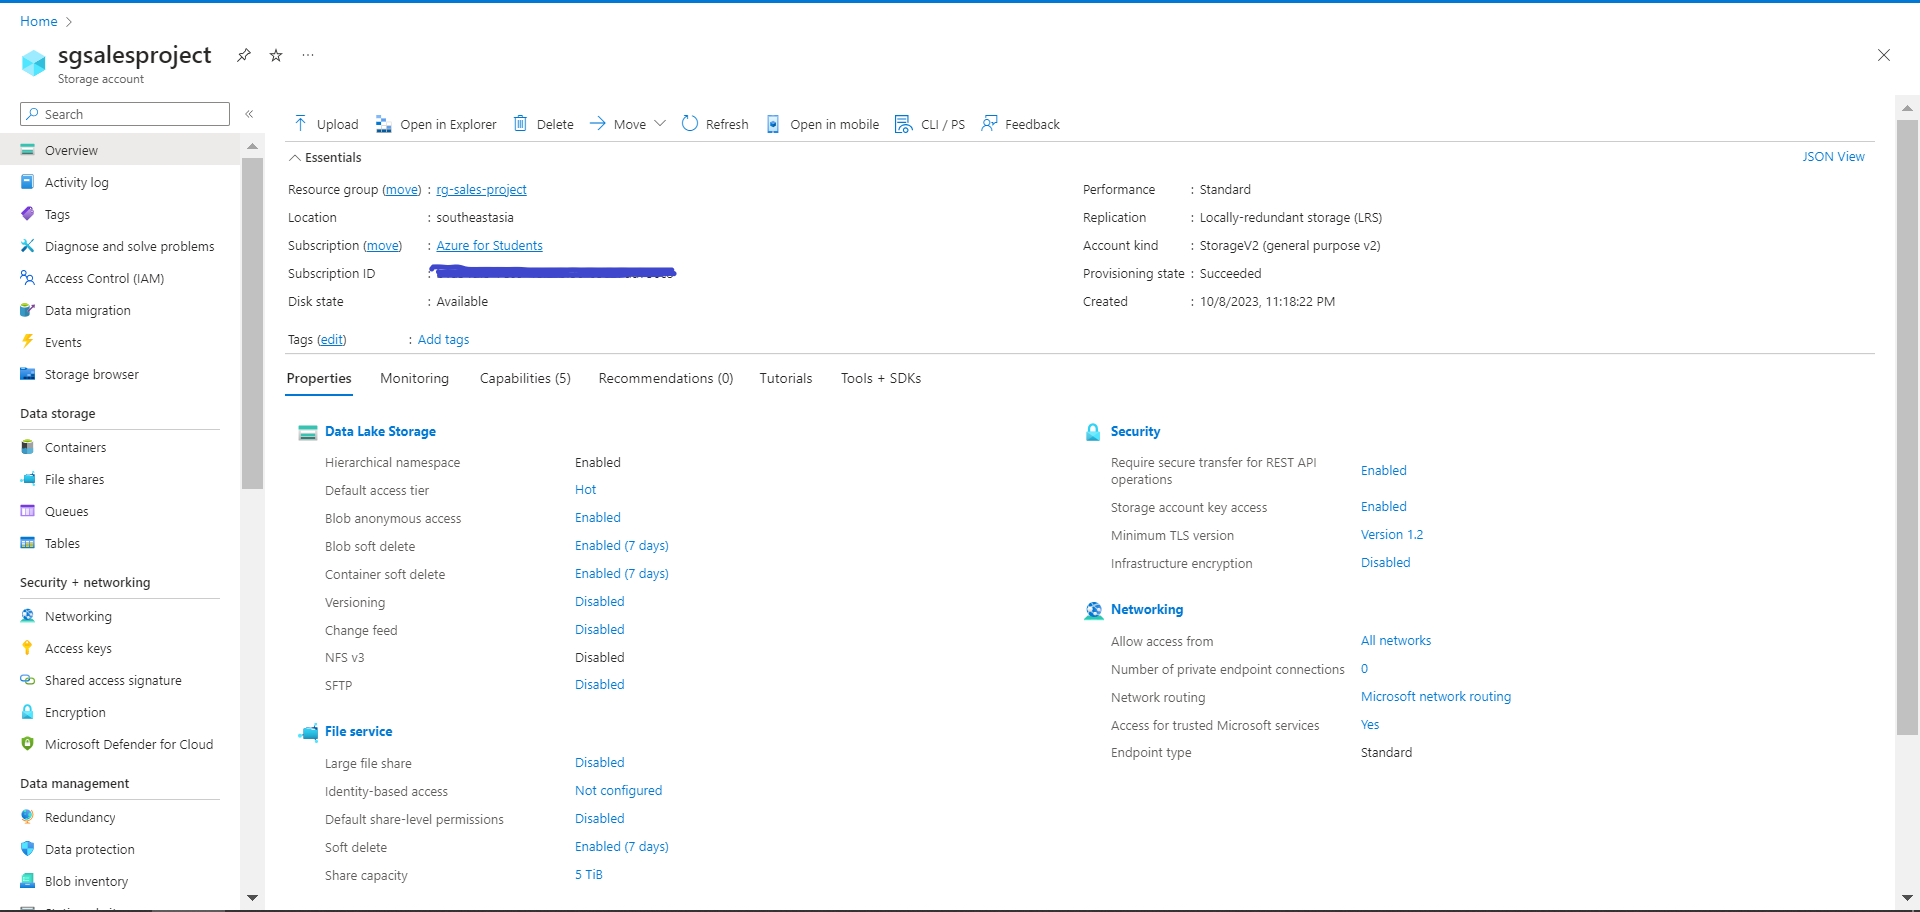 Home
sgsalesproject
Storage account
Search
Overview
Activity log
Tags
Diagnose and solve problems
Access Control (IAM)
Data migration
Events
Storage browser
Data storage
Containers
File shares
Queues
Tables
Security + networking
Networking
Access keys
Shared access signature
Encryption
Microsoft Defender for Cloud
Data management
Redundancy
Data protection
Blob inventory
Upload Open in Explorer Delete Move Refresh Open in mobile CLI / PS Feedback
Essentials
JSON View
Resource group (move) : rg-sales-project
Location : southeastasia
Subscription (move) : Azure for Students
Subscription ID :
Disk state : Available
Tags (edit) : Add tags
Performance : Standard
Replication : Locally-redundant storage (LRS)
Account kind : StorageV2 (general purpose v2)
Provisioning state : Succeeded
Created : 10/8/2023, 11:18:22 PM
Properties Monitoring Capabilities (5) Recommendations (0) Tutorials Tools + SDKs
Data Lake Storage
Hierarchical namespace Enabled
Default access tier Hot
Blob anonymous access Enabled
Blob soft delete Enabled (7 days)
Container soft delete Enabled (7 days)
Versioning Disabled
Change feed Disabled
NFS v3 Disabled
SFTP Disabled
File service
Large file share Disabled
Identity-based access Not configured
Default share-level permissions Disabled
Soft delete Enabled (7 days)
Share capacity 5 TiB
Security
Require secure transfer for REST API
operations Enabled
Storage account key access Enabled
Minimum TLS version Version 1.2
Infrastructure encryption Disabled
Networking
Allow access from All networks
Number of private endpoint connections 0
Network routing Microsoft network routing
Access for trusted Microsoft services Yes
Endpoint type Standard